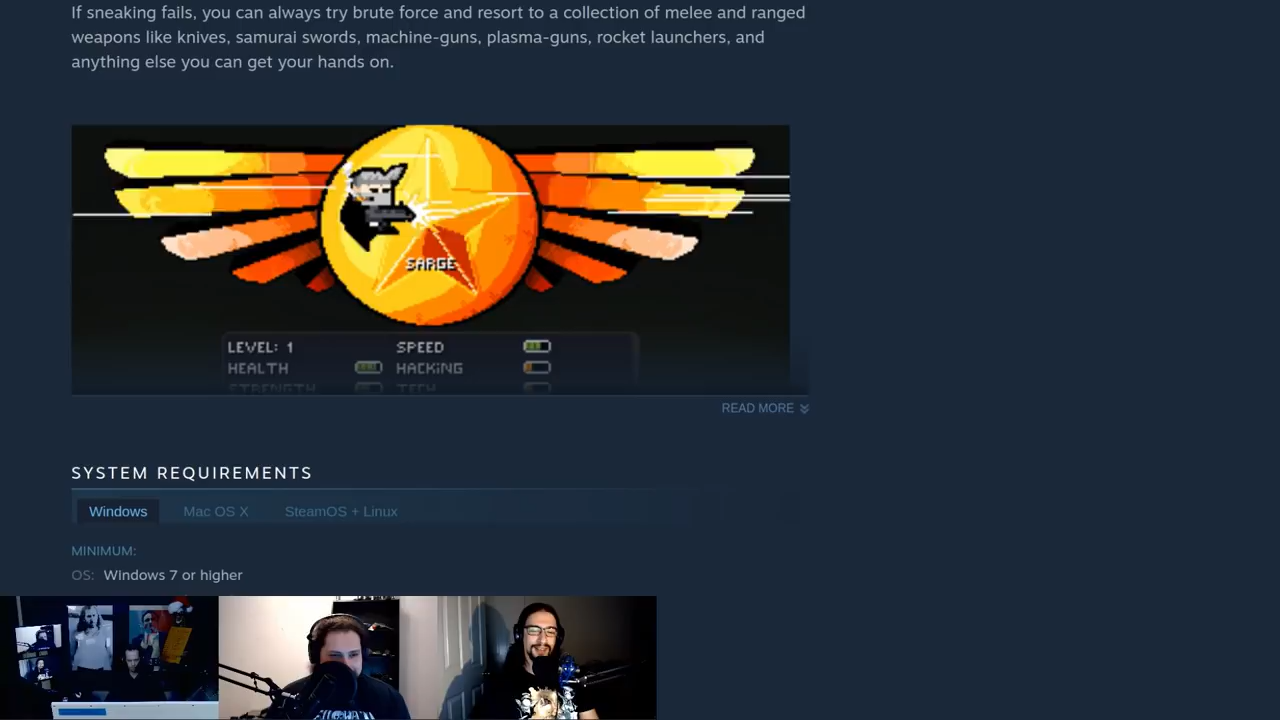 If sneaking fails, you can always try brute force and resort to a collection of melee and ranged
weapons like knives, samurai swords, machine-guns, plasma-guns, rocket launchers, and
anything else you can get your hands on.
SARGE
LEVEL: 1 SPEED
HEALTH HACKING
STRENGTH TECH
READ MORE
SYSTEM REQUIREMENTS
Windows Mac OS X SteamOS + Linux
MINIMUM:
OS: Windows 7 or higher